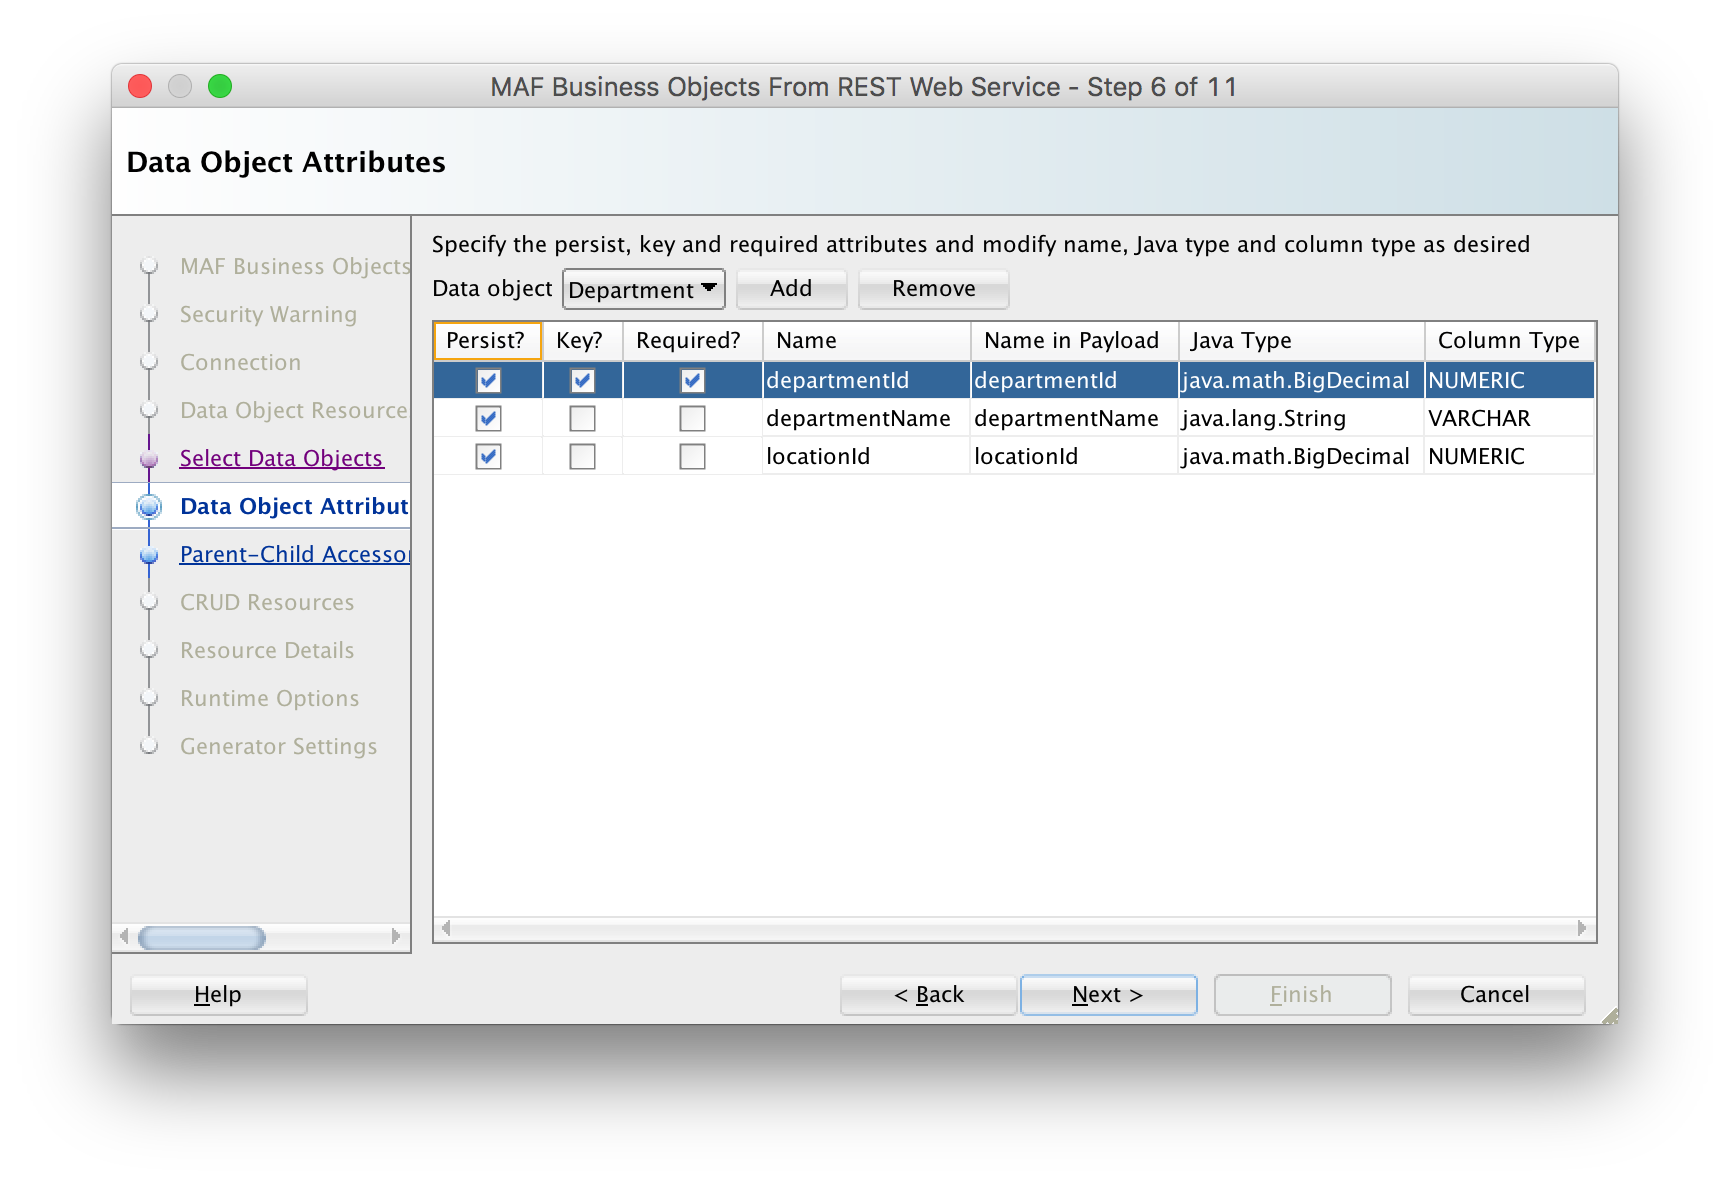 MAF Business Objects From REST Web Service - Step 6 of 11
Data Object Attributes
MAF Business Objects
Security Warning
Connection
Data Object Resource
Select Data Objects
Data Object Attribut
Parent-Child Accessor
CRUD Resources
Resource Details
Runtime Options
Generator Settings
Specify the persist, key and required attributes and modify name, Java type and column type as desired
Data object Department Add Remove
Persist? Key? Required? Name Name in Payload Java Type Column Type
departmentId departmentId java.math.BigDecimal NUMERIC
departmentName departmentName java.lang.String VARCHAR
locationId locationId java.math.BigDecimal NUMERIC
Help < Back Next > Finish Cancel